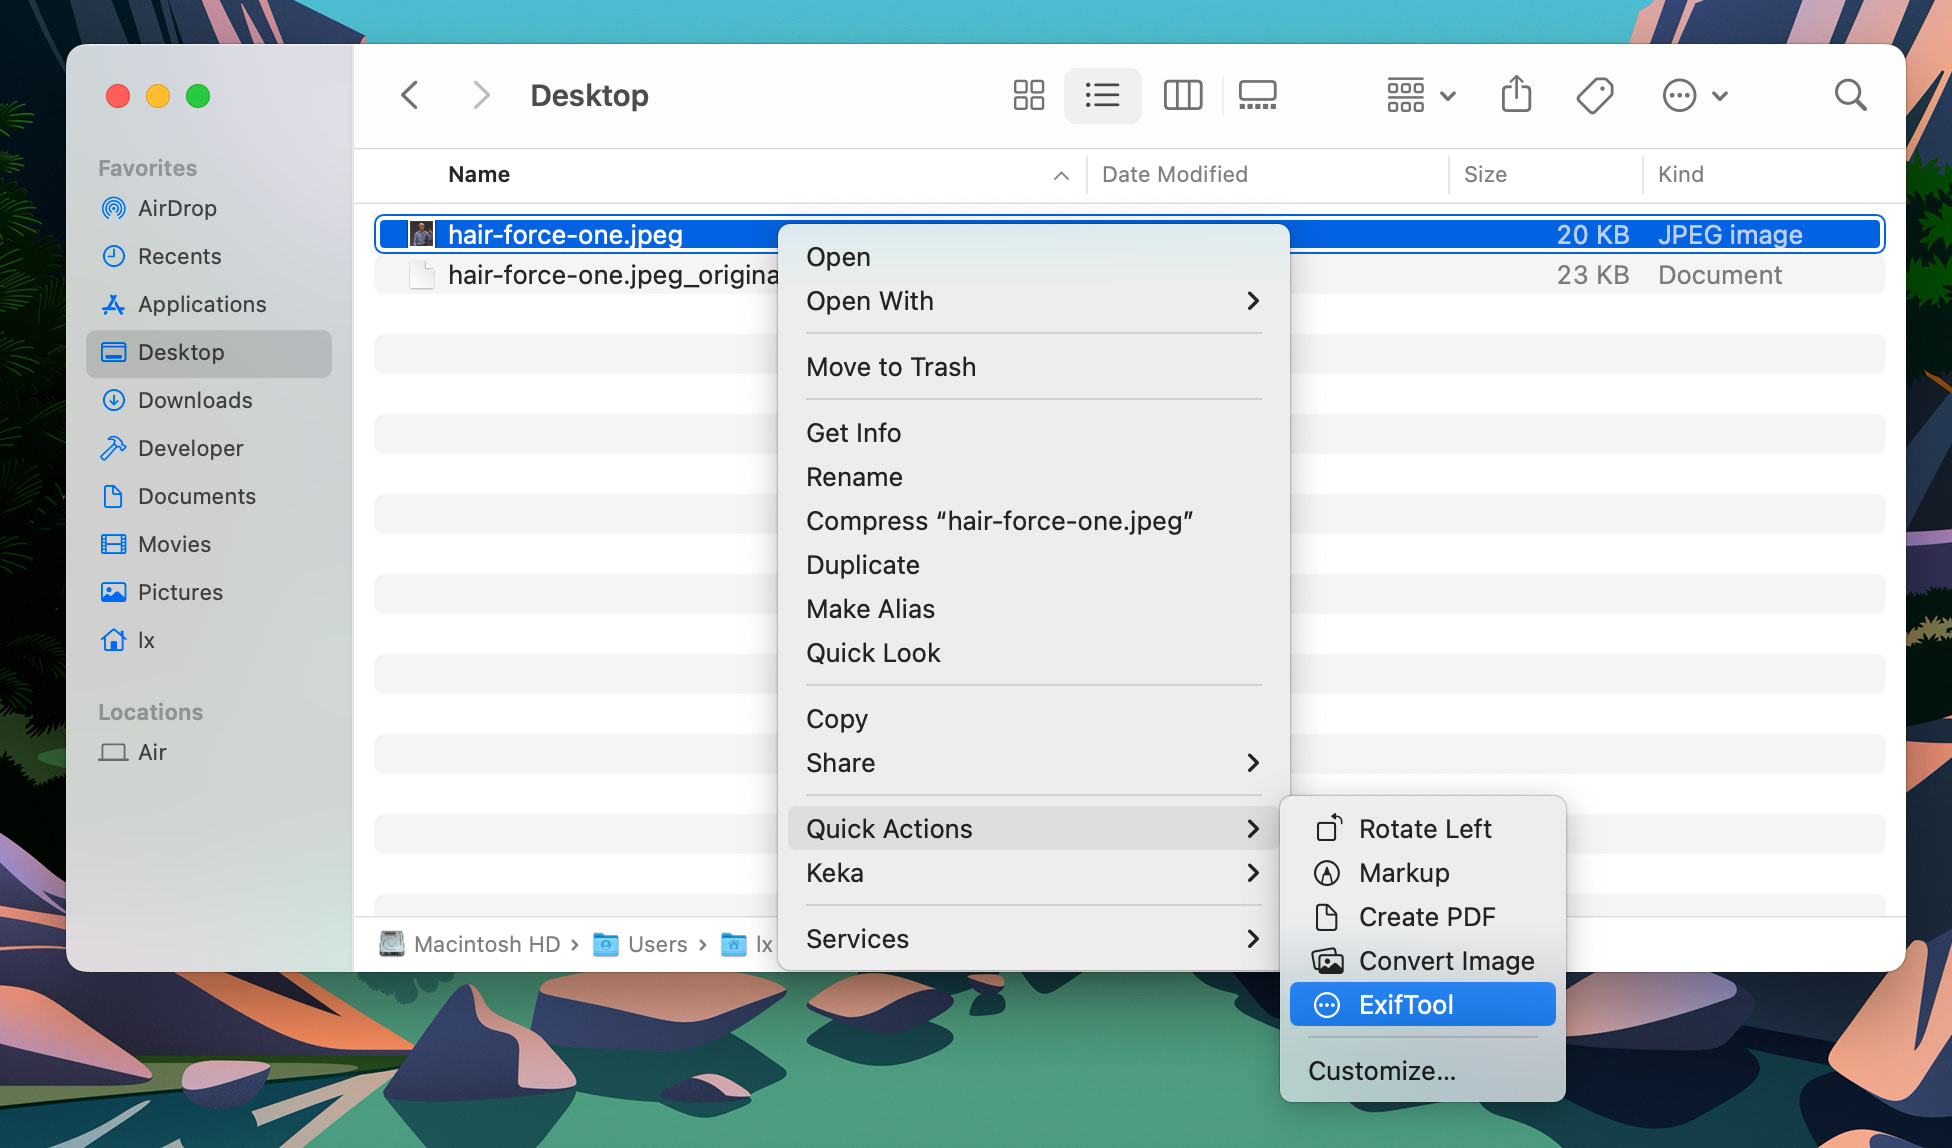 Desktop
Favorites
AirDrop
Recents
Applications
Desktop
Downloads
Developer
Documents
Movies
Pictures
lx
Locations
Air
Name Date Modified Size Kind
hair-force-one.jpeg 20 KB JPEG image
hair-force-one.jpeg_origina 23 KB Document
Open
Open With
Move to Trash
Get Info
Rename
Compress “hair-force-one.jpeg”
Duplicate
Make Alias
Quick Look
Copy
Share
Quick Actions
Keka
Services
Rotate Left
Markup
Create PDF
Convert Image
ExifTool
Customize...
Macintosh HD › Users › lx